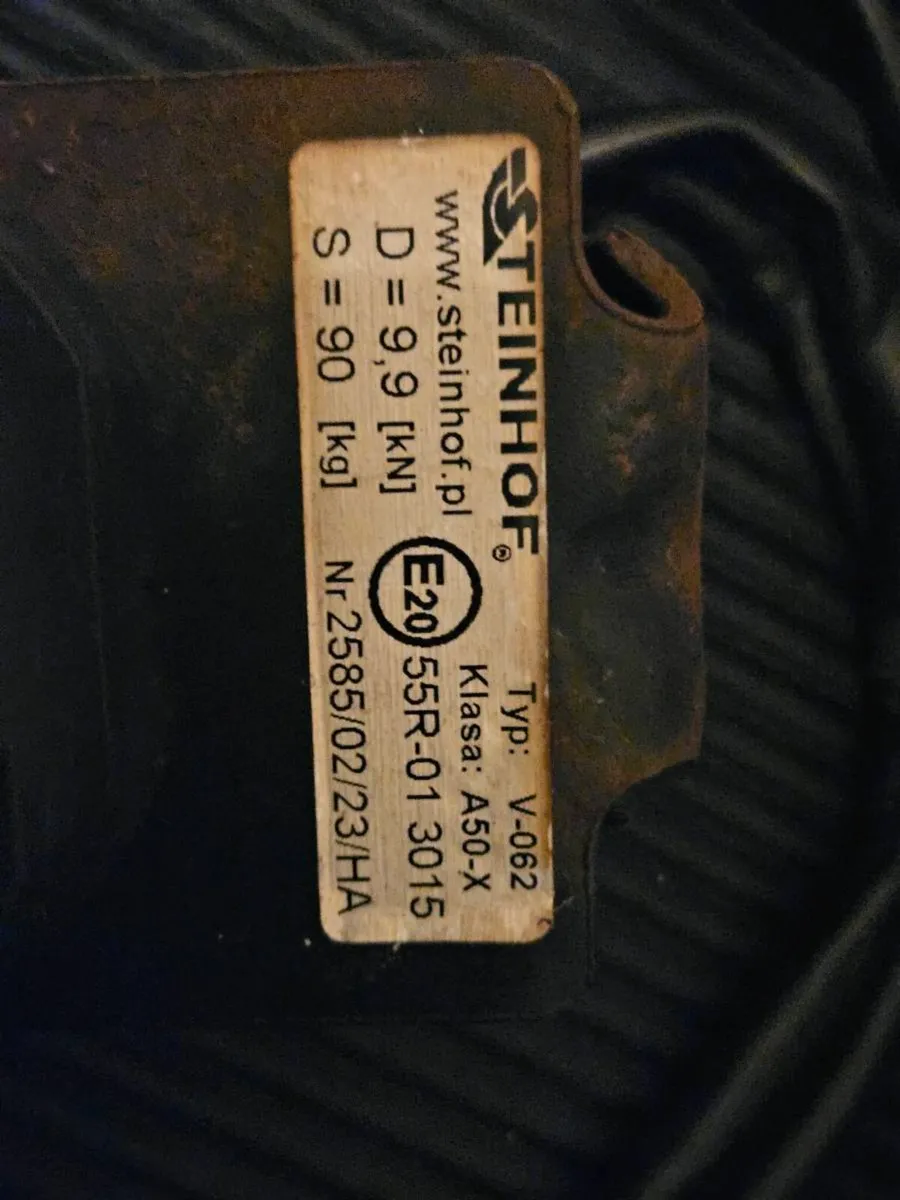 STEINHOF® Typ: V-062
www.steinhof.pl Klasa: A50-X
D = 9,9 [kN] E20 55R-01 3015
S = 90 [kg] Nr 2585/02/23/HA